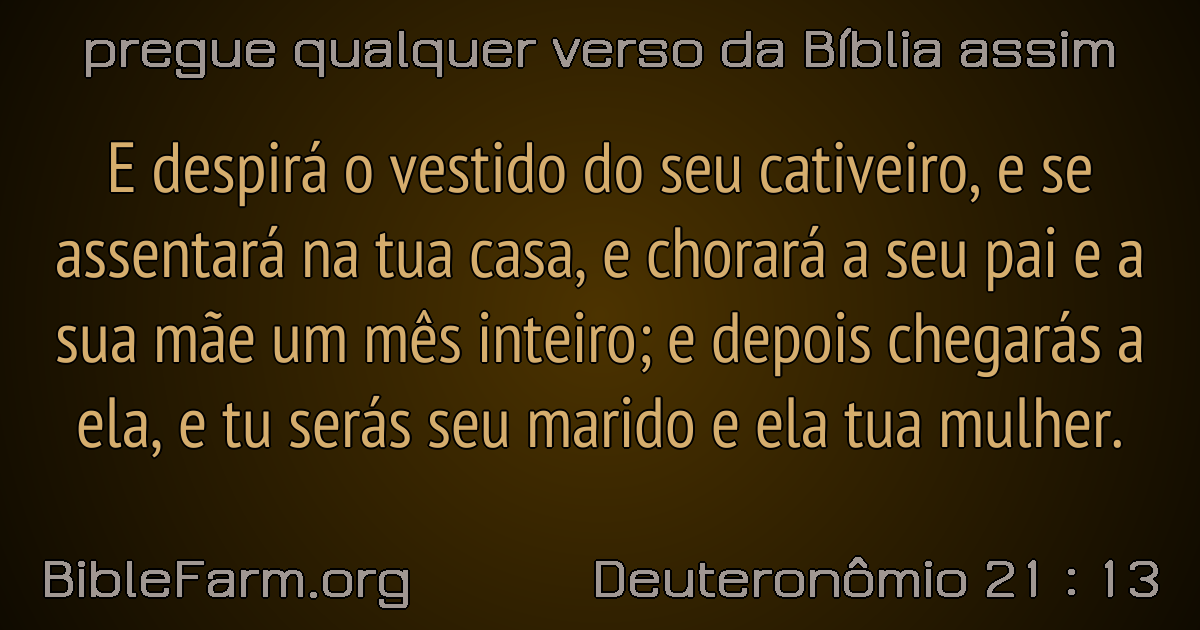 pregue qualquer verso da Bíblia assim
E despirá o vestido do seu cativeiro, e se
assentará na tua casa, e chorará a seu pai e a
sua mãe um mês inteiro; e depois chegarás a
ela, e tu serás seu marido e ela tua mulher.
BibleFarm.org
Deuteronômio 21 : 13